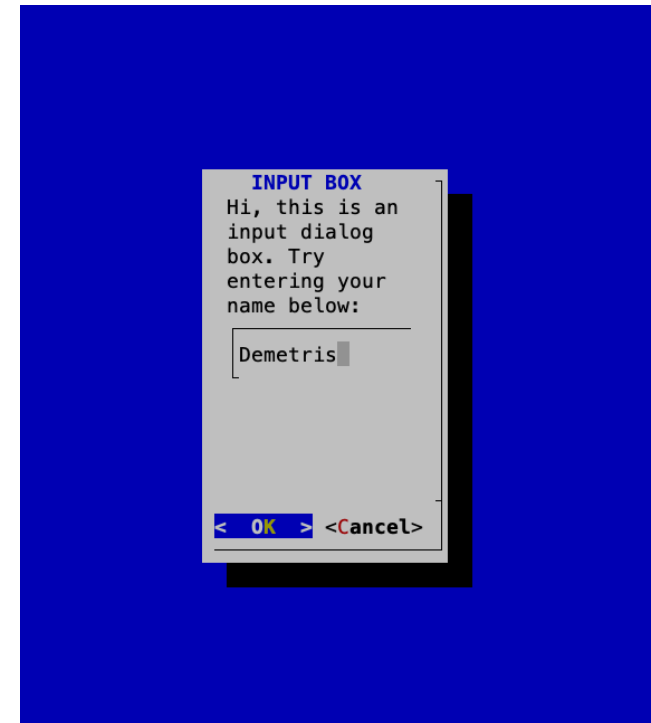 INPUT BOX
Hi, this is an
input dialog
box. Try
entering your
name below:
Demetris
<  OK  > <Cancel>